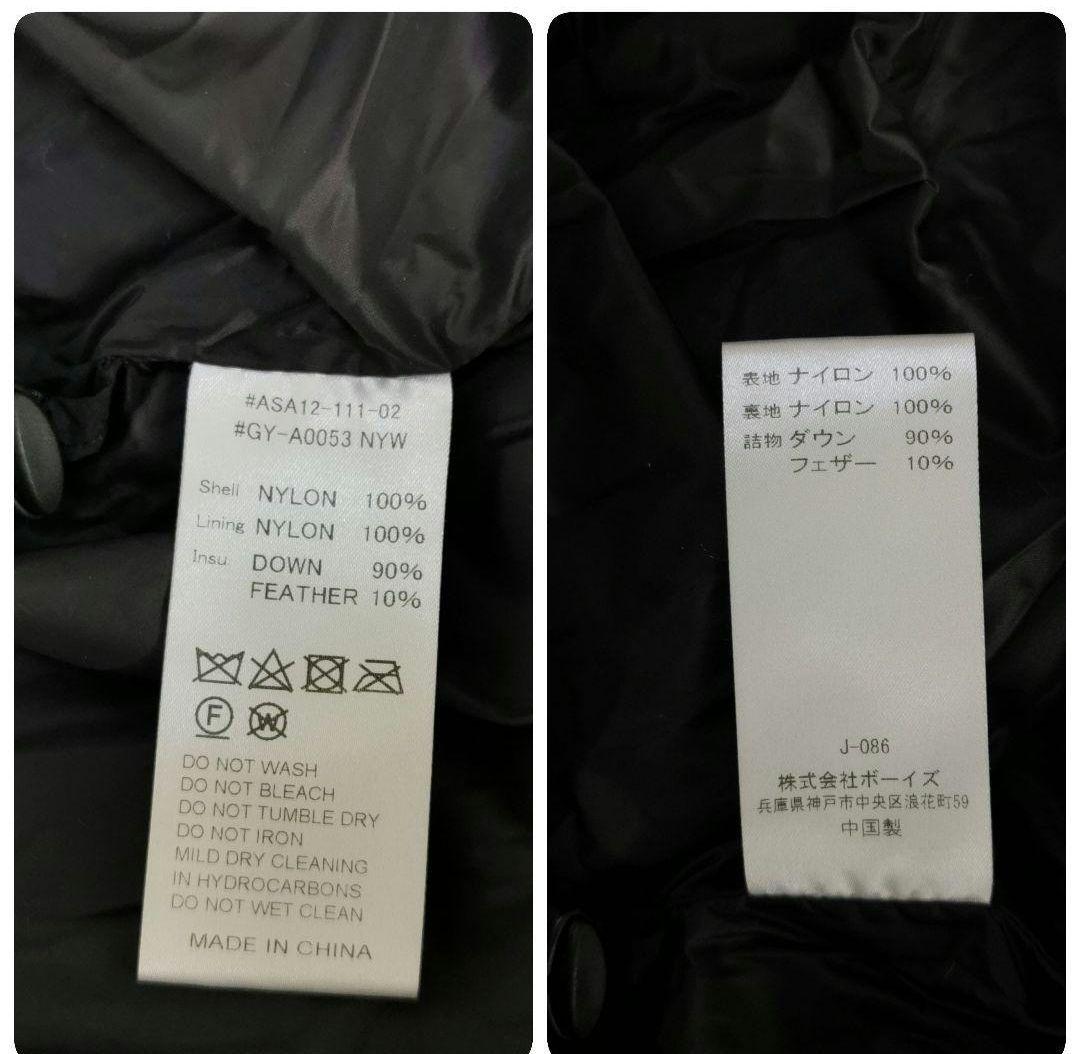 #ASA12-111-02
#GY-A0053 NYW
Shell NYLON 100%
Lining NYLON 100%
Insu DOWN 90%
FEATHER 10%
F W
DO NOT WASH
DO NOT BLEACH
DO NOT TUMBLE DRY
DO NOT IRON
MILD DRY CLEANING
IN HYDROCARBONS
DO NOT WET CLEAN
MADE IN CHINA
表地 ナイロン 100%
裏地 ナイロン 100%
詰物 ダウン 90%
フェザー 10%
J-086
株式会社ボーイズ
兵庫県神戸市中央区浪花町59
中国製